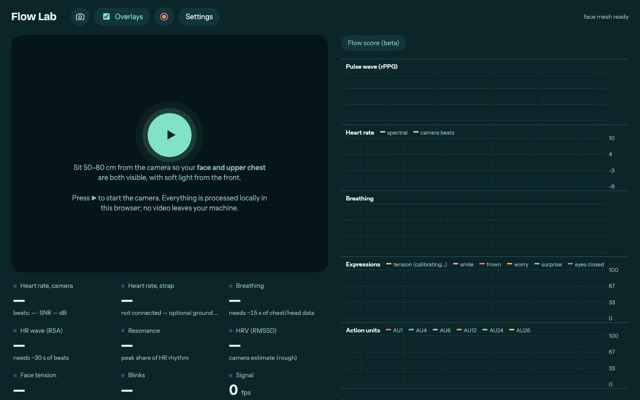 Flow Lab
Overlays
Settings
face mesh ready
Sit 50–80 cm from the camera so your face and upper chest
are both visible, with soft light from the front.
Press ▶ to start the camera. Everything is processed locally in
this browser; no video leaves your machine.
Heart rate, camera
—
beats: — · SNR — dB
Heart rate, strap
—
not connected — optional ground ...
Breathing
—
needs ~15 s of chest/head data
HR wave (RSA)
—
needs ~30 s of beats
Resonance
—
peak share of HR rhythm
HRV (RMSSD)
—
camera estimate (rough)
Face tension
—
Blinks
—
Signal
0 fps
Flow score (beta)
Pulse wave (rPPG)
Heart rate spectral camera beats
10
4
-3
-9
Breathing
Expressions tension (calibrating…) smile frown worry surprise eyes closed
100
67
33
0
Action units AU1 AU4 AU6 AU12 AU24 AU26
100
67
33
0